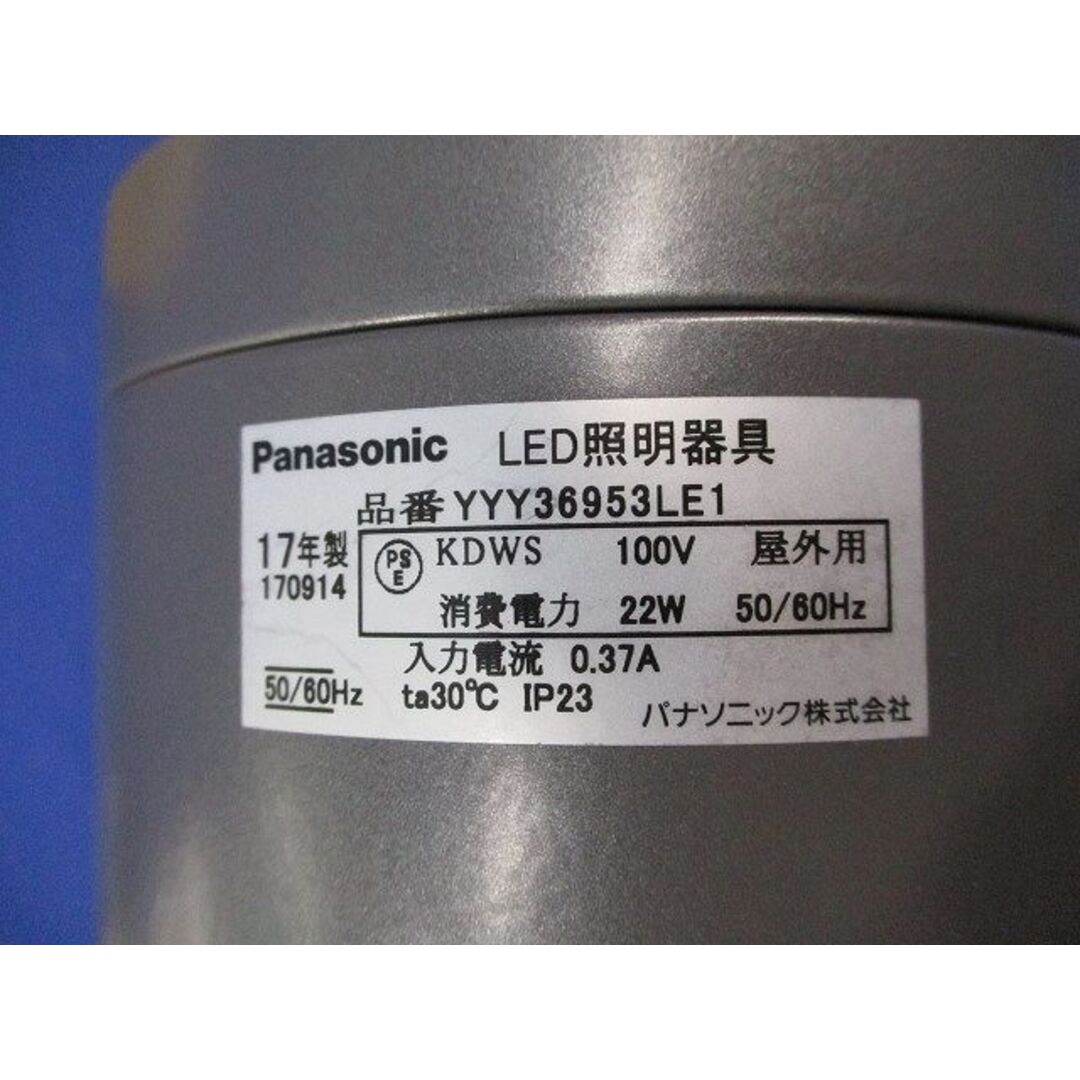 Panasonic LED照明器具
品番 YYY36953LE1
17年製
170914
PS E KDWS 100V 屋外用
消費電力 22W 50/60Hz
入力電流 0.37A
50/60Hz ta30℃ IP23
パナソニック株式会社